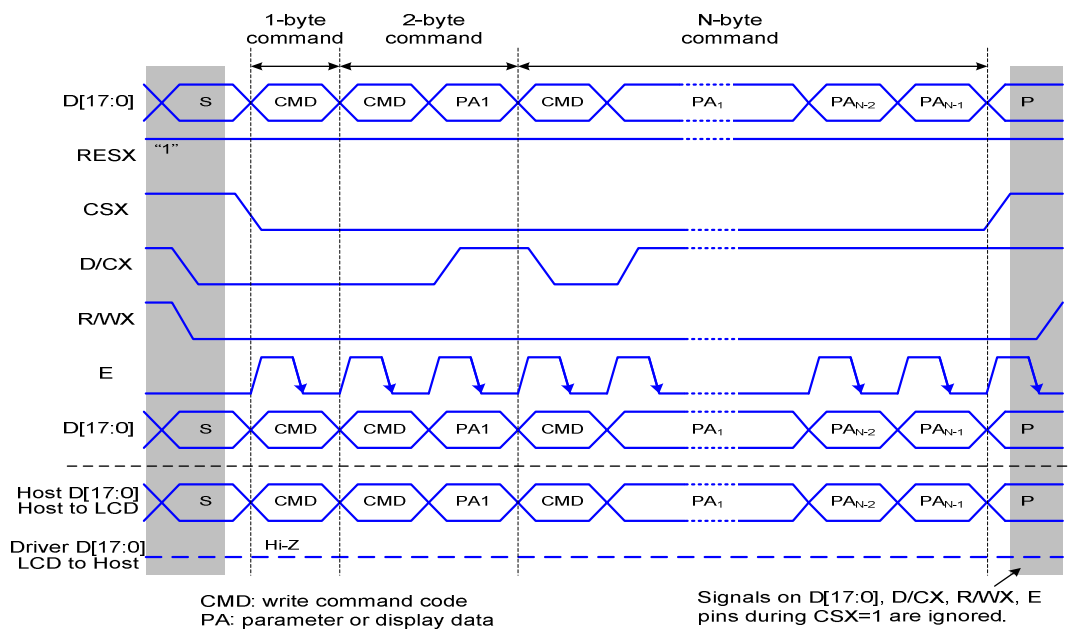 1-byte
command
2-byte
command
N-byte
command
D[17:0] S CMD CMD PA1 CMD PA₁ PAN-2 PAN-1 P
RESX "1"
CSX
D/CX
R/WX
E
D[17:0] S CMD CMD PA1 CMD PA₁ PAN-2 PAN-1 P
Host D[17:0]
Host to LCD
S CMD CMD PA1 CMD PA₁ PAN-2 PAN-1 P
Driver D[17:0]
LCD to Host
Hi-Z
CMD: write command code
PA: parameter or display data
Signals on D[17:0], D/CX, R/WX, E
pins during CSX=1 are ignored.